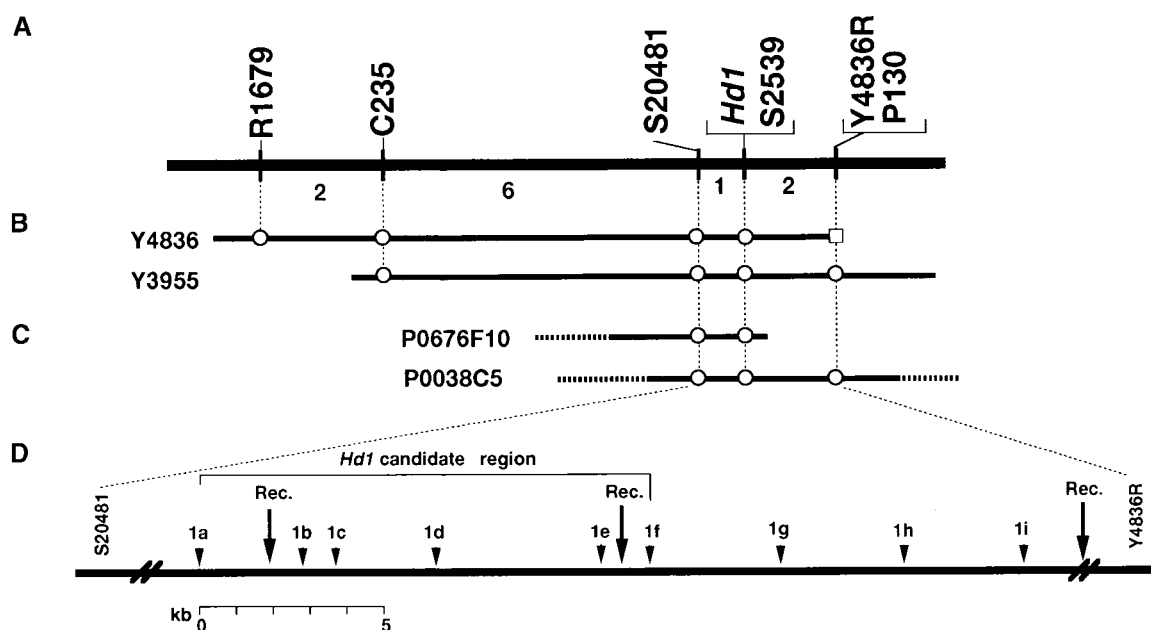 A
R1679
C235
S20481
Hd1
S2539
Y4836R
P130
2
6
1
2
B
Y4836
Y3955
C
P0676F10
P0038C5
D
Hd1 candidate region
S20481
Rec.
Rec.
Rec.
Y4836R
1a
1b
1c
1d
1e
1f
1g
1h
1i
kb
0
5